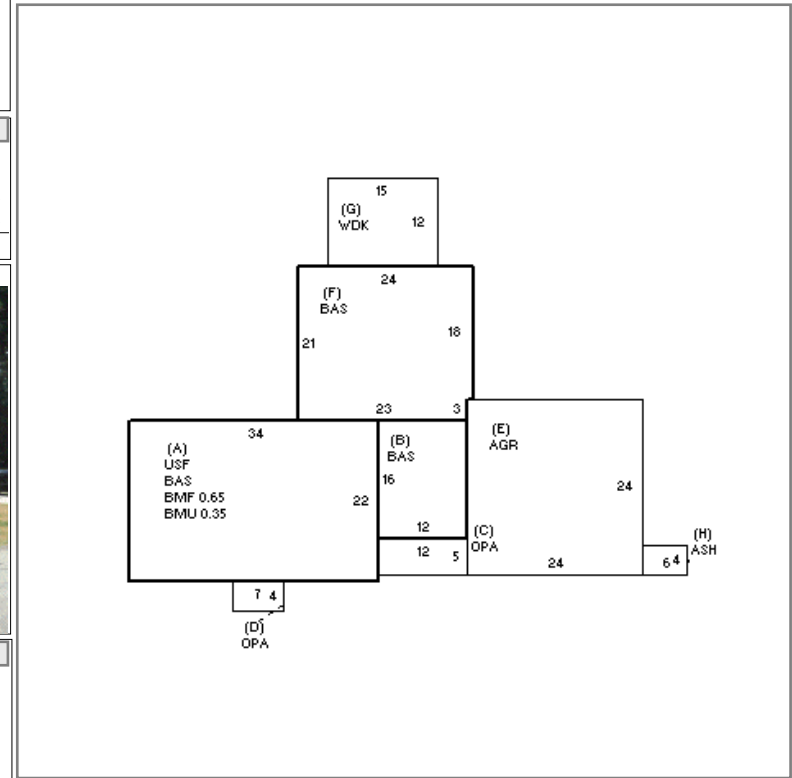 15
(G)
WDK
12
24
(F)
BAS
18
21
23
3
34
(A)
USF
BAS
BMF 0.65
BMU 0.35
22
(B)
BAS
16
12
(E)
AGR
24
24
(C)
OPA
12
5
(H)
ASH
6 4
7 4
(D)
OPA